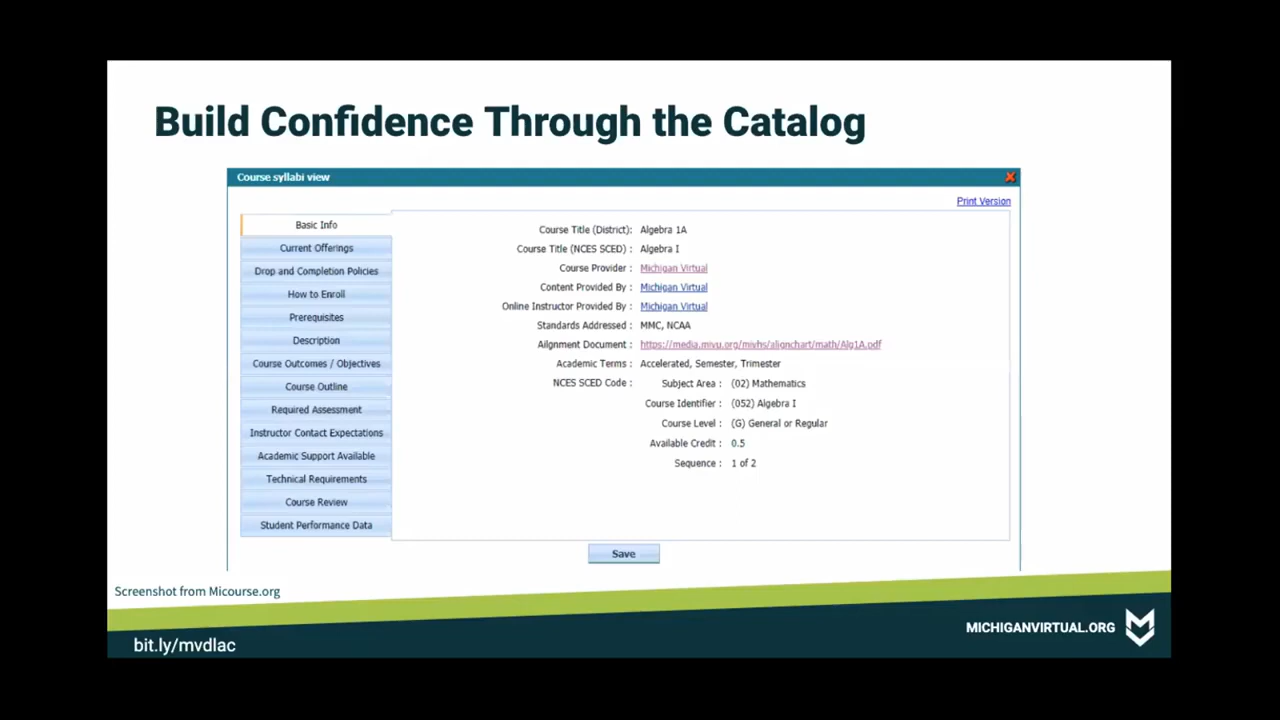 Build Confidence Through the Catalog
Course syllabi view
Print Version
Basic Info
Current Offerings
Drop and Completion Policies
How to Enroll
Prerequisites
Description
Course Outcomes / Objectives
Course Outline
Required Assessment
Instructor Contact Expectations
Academic Support Available
Technical Requirements
Course Review
Student Performance Data
Course Title (District): Algebra 1A
Course Title (NCES SCED) : Algebra I
Course Provider : Michigan Virtual
Content Provided By : Michigan Virtual
Online Instructor Provided By : Michigan Virtual
Standards Addressed : MMC, NCAA
Ailgnment Document : https://media.mivu.org/mivhs/alignchart/math/Alg1A.pdf
Academic Terms : Accelerated, Semester, Trimester
NCES SCED Code : Subject Area : (02) Mathematics
Course Identifier : (052) Algebra I
Course Level : (G) General or Regular
Available Credit : 0.5
Sequence : 1 of 2
Save
Screenshot from Micourse.org
bit.ly/mvdlac
MICHIGANVIRTUAL.ORG